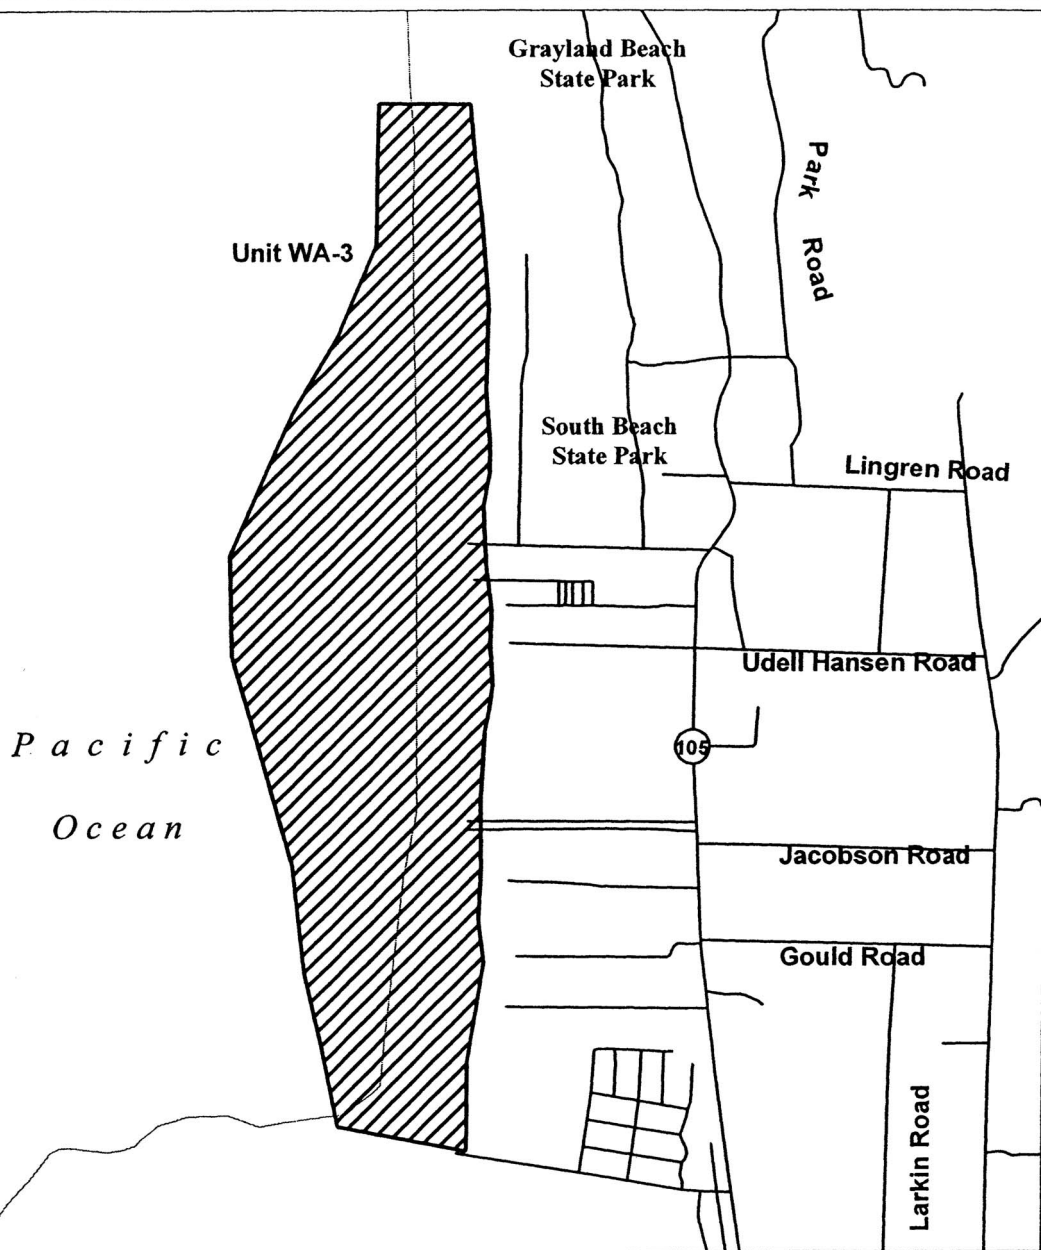 Grayland Beach
State Park
Park Road
Unit WA-3
South Beach
State Park
Lingren Road
Udell Hansen Road
Pacific
Ocean
105
Jacobson Road
Gould Road
Larkin Road